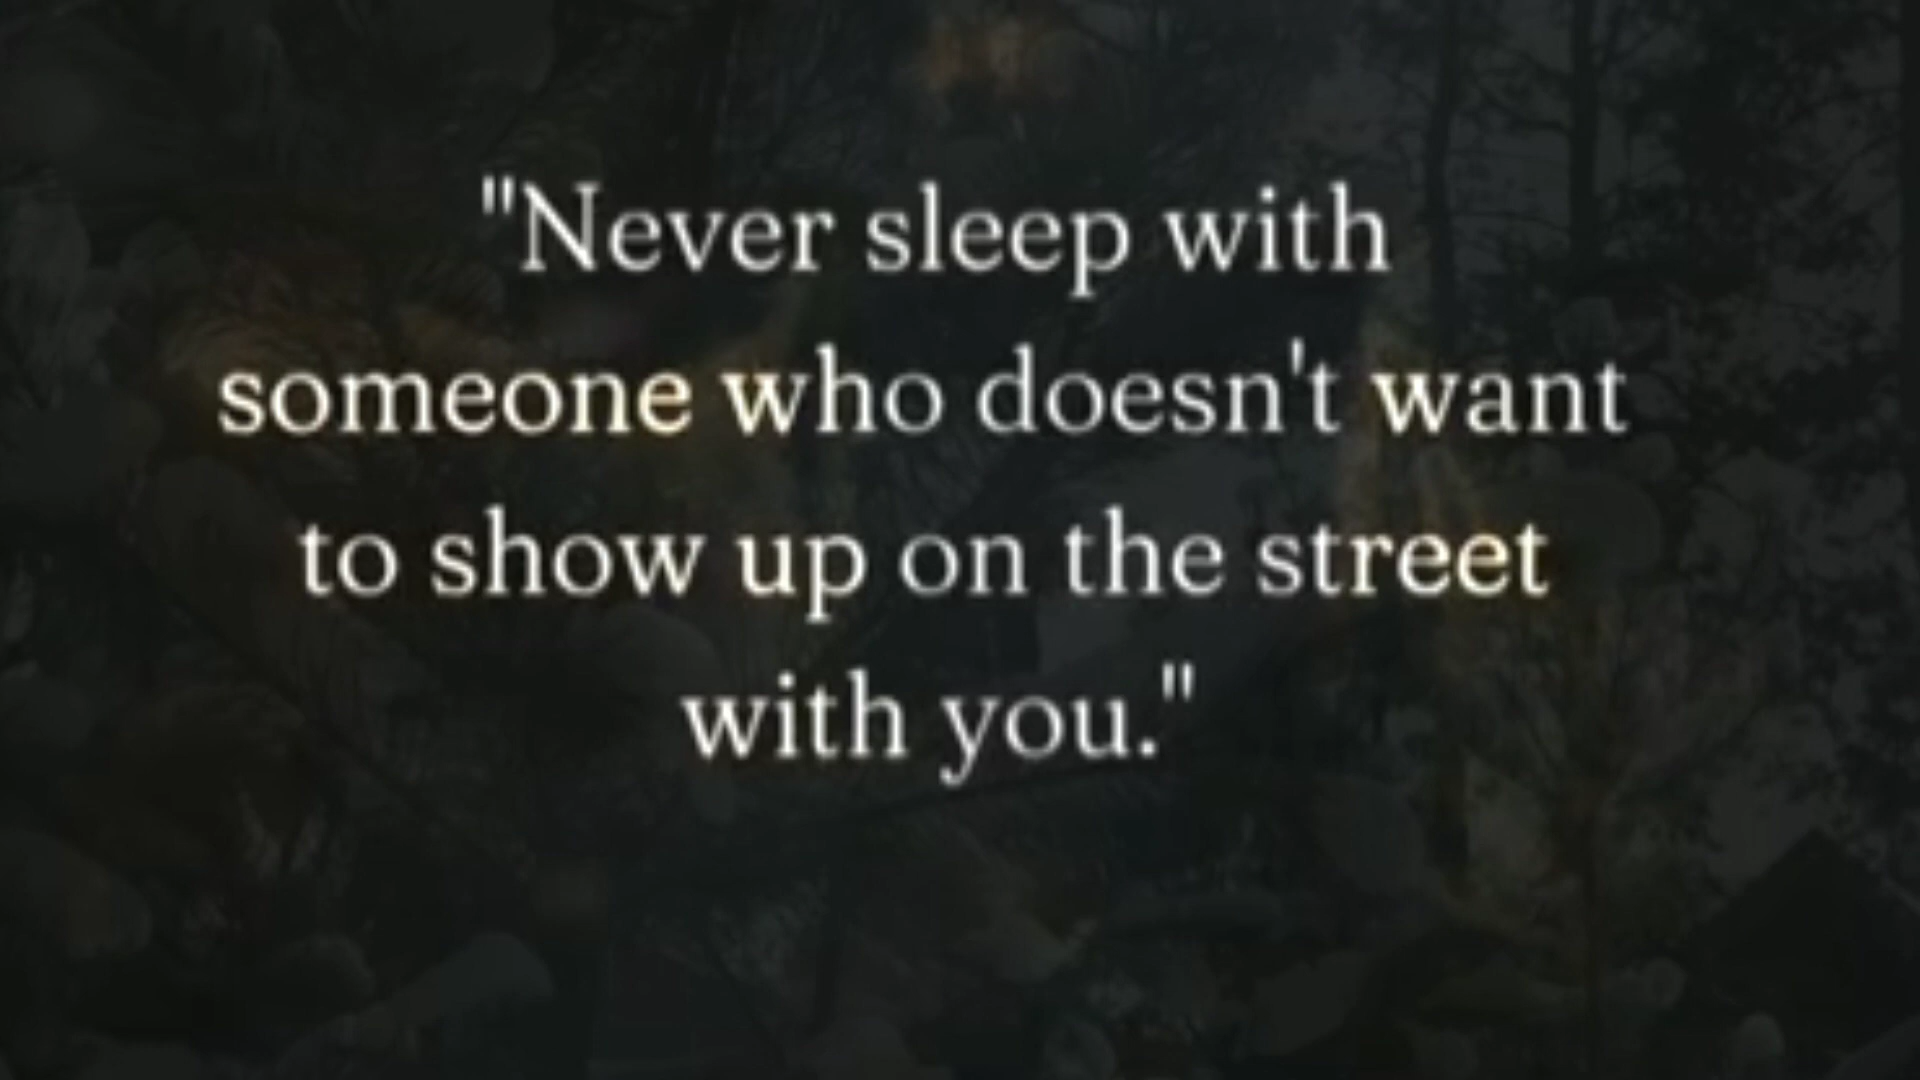 "Never sleep with
someone who doesn't want
to show up on the street
with you."